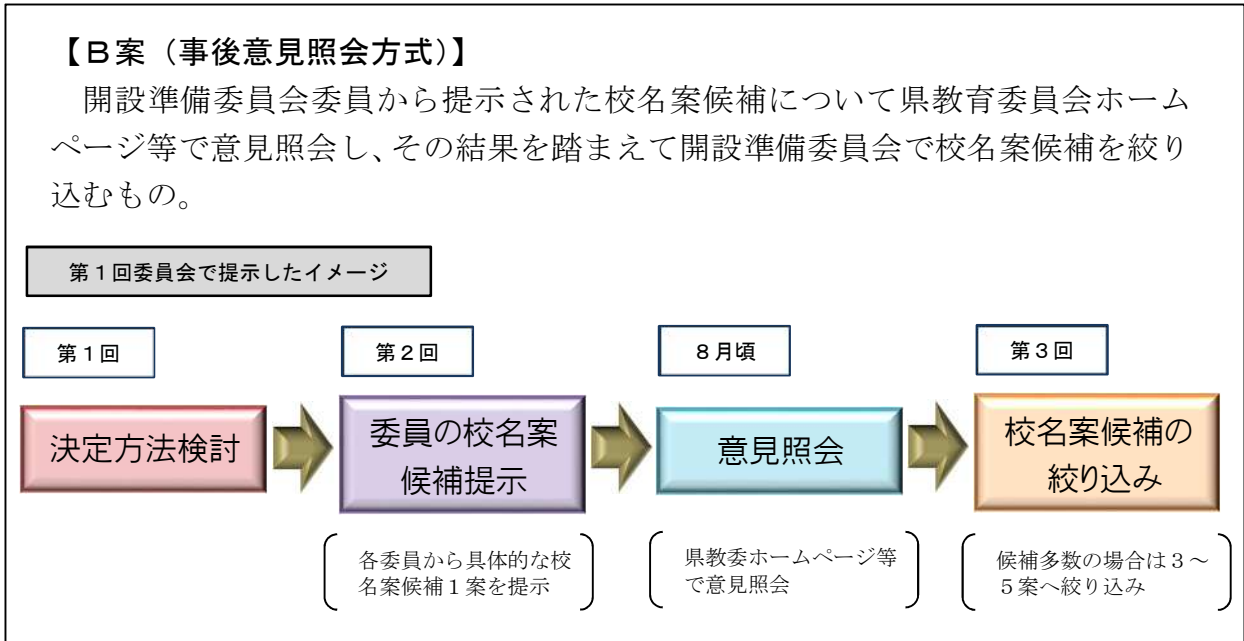 【Ｂ案（事後意見照会方式）】
開設準備委員会委員から提示された校名案候補について県教育委員会ホーム
ページ等で意見照会し、その結果を踏まえて開設準備委員会で校名案候補を絞り
込むもの。
第１回委員会で提示したイメージ
第１回
第２回
８月頃
第３回
決定方法検討
委員の校名案
候補提示
意見照会
校名案候補の
絞り込み
各委員から具体的な校
名案候補１案を提示
県教委ホームページ等
で意見照会
候補多数の場合は３～
５案へ絞り込み